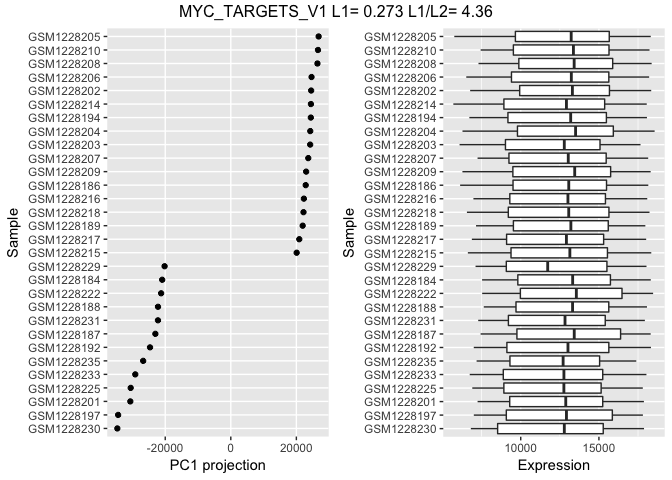 MYC_TARGETS_V1 L1= 0.273 L1/L2= 4.36
Sample
GSM1228205
GSM1228210
GSM1228208
GSM1228206
GSM1228202
GSM1228214
GSM1228194
GSM1228204
GSM1228203
GSM1228207
GSM1228209
GSM1228186
GSM1228216
GSM1228218
GSM1228189
GSM1228217
GSM1228215
GSM1228229
GSM1228184
GSM1228222
GSM1228188
GSM1228231
GSM1228187
GSM1228192
GSM1228235
GSM1228233
GSM1228225
GSM1228201
GSM1228197
GSM1228230
-20000 0 20000
PC1 projection
Sample
GSM1228205
GSM1228210
GSM1228208
GSM1228206
GSM1228202
GSM1228214
GSM1228194
GSM1228204
GSM1228203
GSM1228207
GSM1228209
GSM1228186
GSM1228216
GSM1228218
GSM1228189
GSM1228217
GSM1228215
GSM1228229
GSM1228184
GSM1228222
GSM1228188
GSM1228231
GSM1228187
GSM1228192
GSM1228235
GSM1228233
GSM1228225
GSM1228201
GSM1228197
GSM1228230
10000 15000
Expression